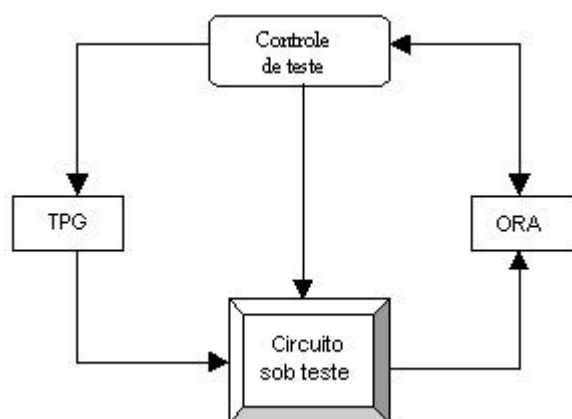 Controle
de teste
TPG
ORA
Circuito
sob teste